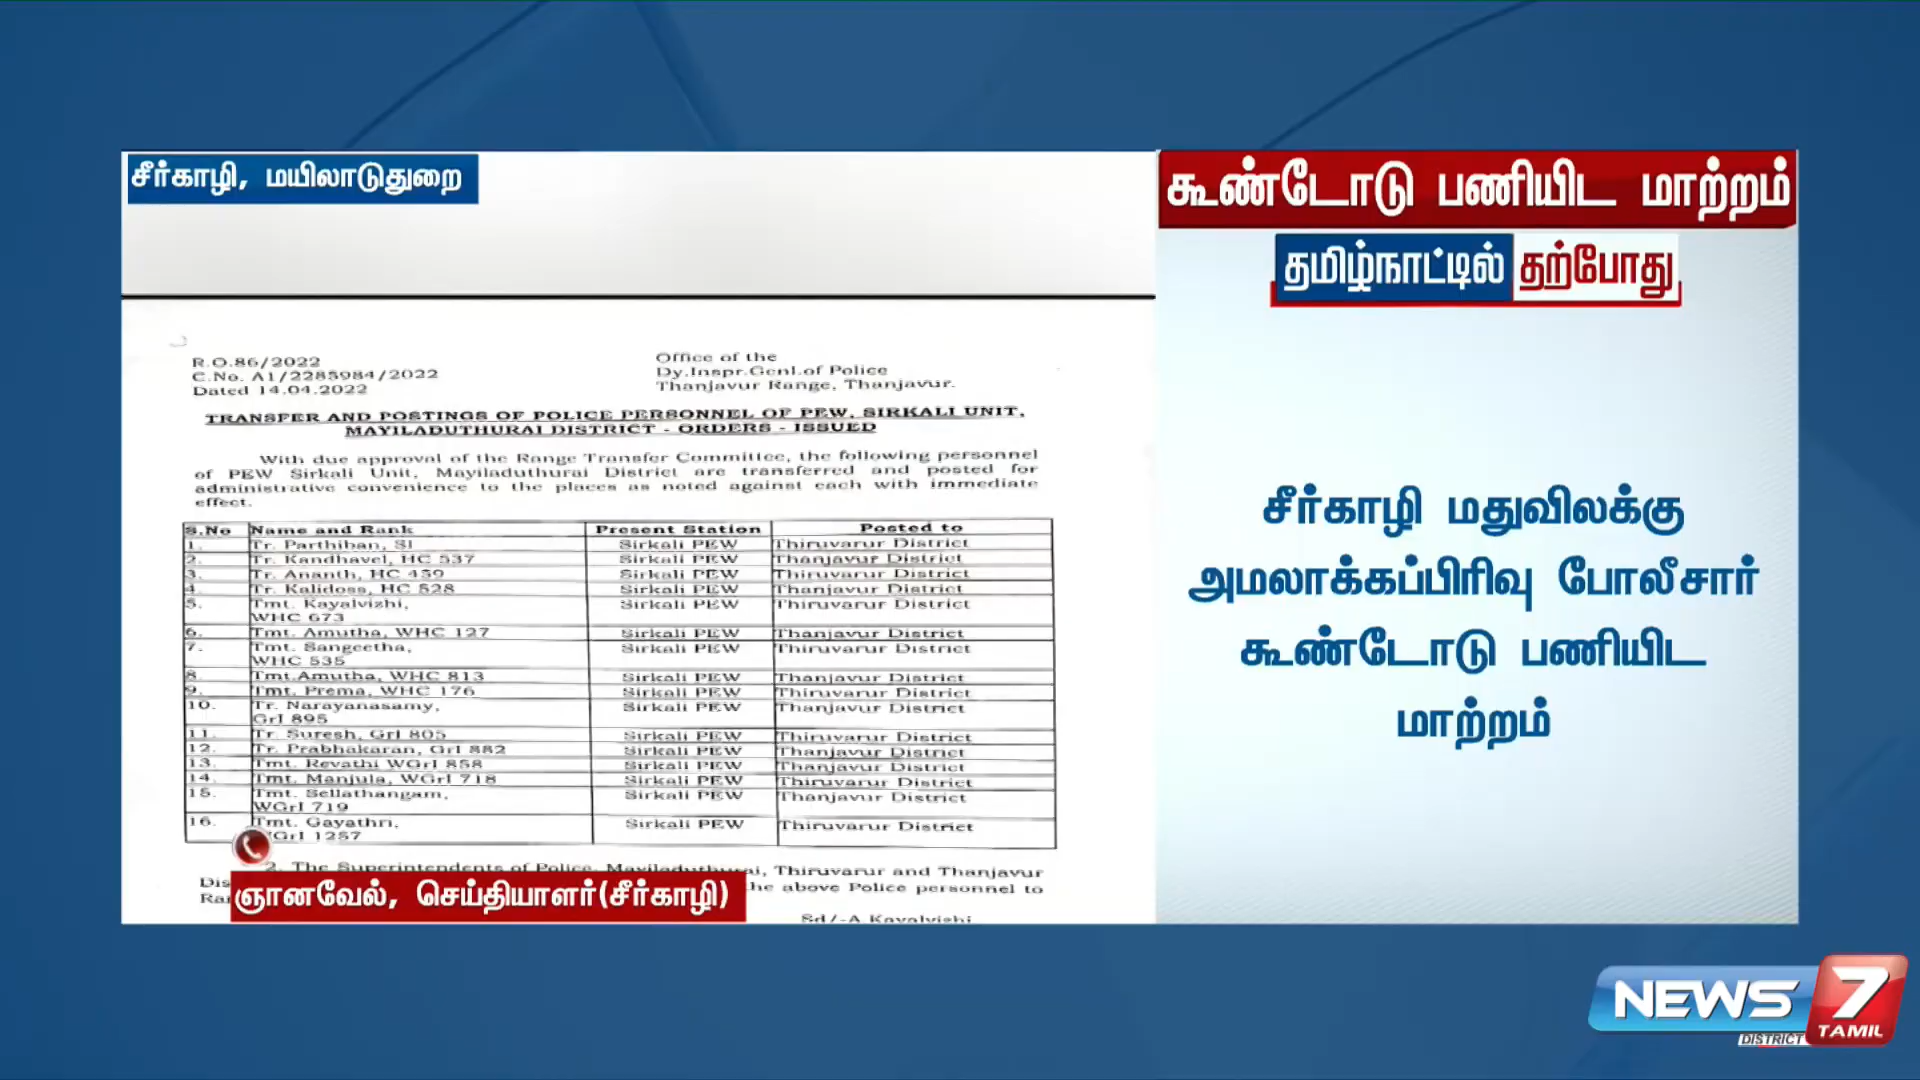 சீர்காழி, மயிலாடுதுறை
R.O.86/2022
C.No. A1/2285984/2022
Dated 14.04.2022
Office of the
Dy.Inspr.Genl.of Police
Thanjavur Range, Thanjavur.
TRANSFER AND POSTINGS OF POLICE PERSONNEL OF PEW, SIRKALI UNIT,
MAYILADUTHURAI DISTRICT - ORDERS - ISSUED
With due approval of the Range Transfer Committee, the following personnel
of PEW Sirkali Unit, Mayiladuthurai District are transferred and posted for
administrative convenience to the places as noted against each with immediate
effect.
S.No Name and Rank Present Station Posted to
1. Tr. Parthiban, SI Sirkali PEW Thiruvarur District
2. Tr. Kandhavel, HC 537 Sirkali PEW Thanjavur District
3. Tr. Ananth, HC 459 Sirkali PEW Thiruvarur District
4. Tr. Kalidoss, HC 528 Sirkali PEW Thanjavur District
5. Tmt. Kayalvizhi, Sirkali PEW Thiruvarur District
WHC 673
6. Tmt. Amutha, WHC 127 Sirkali PEW Thanjavur District
7. Tmt. Sangeetha, Sirkali PEW Thiruvarur District
WHC 535
8. Tmt.Amutha, WHC 813 Sirkali PEW Thanjavur District
9. Tmt. Prema, WHC 176 Sirkali PEW Thiruvarur District
10. Tr. Narayanasamy, Sirkali PEW Thanjavur District
GrI 895
11. Tr. Suresh, GrI 805 Sirkali PEW Thiruvarur District
12. Tr. Prabhakaran, GrI 882 Sirkali PEW Thanjavur District
13. Tmt. Revathi WGrI 858 Sirkali PEW Thanjavur District
14. Tmt. Manjula, WGrI 718 Sirkali PEW Thiruvarur District
15. Tmt. Sellathangam, Sirkali PEW Thanjavur District
WGrI 719
16. Tmt. Gayathri, Sirkali PEW Thiruvarur District
WGrI 1257
2. The Superintendents of Police, Mayiladuthurai, Thiruvarur and Thanjavur
the above Police personnel to
Sd/-A Kayalvishi
ஞானவேல், செய்தியாளர்(சீர்காழி)
கூண்டோடு பணியிட மாற்றம்
தமிழ்நாட்டில் தற்போது
சீர்காழி மதுவிலக்கு
அமலாக்கப்பிரிவு போலீசார்
கூண்டோடு பணியிட
மாற்றம்
NEWS 7
TAMIL
DISTRICT